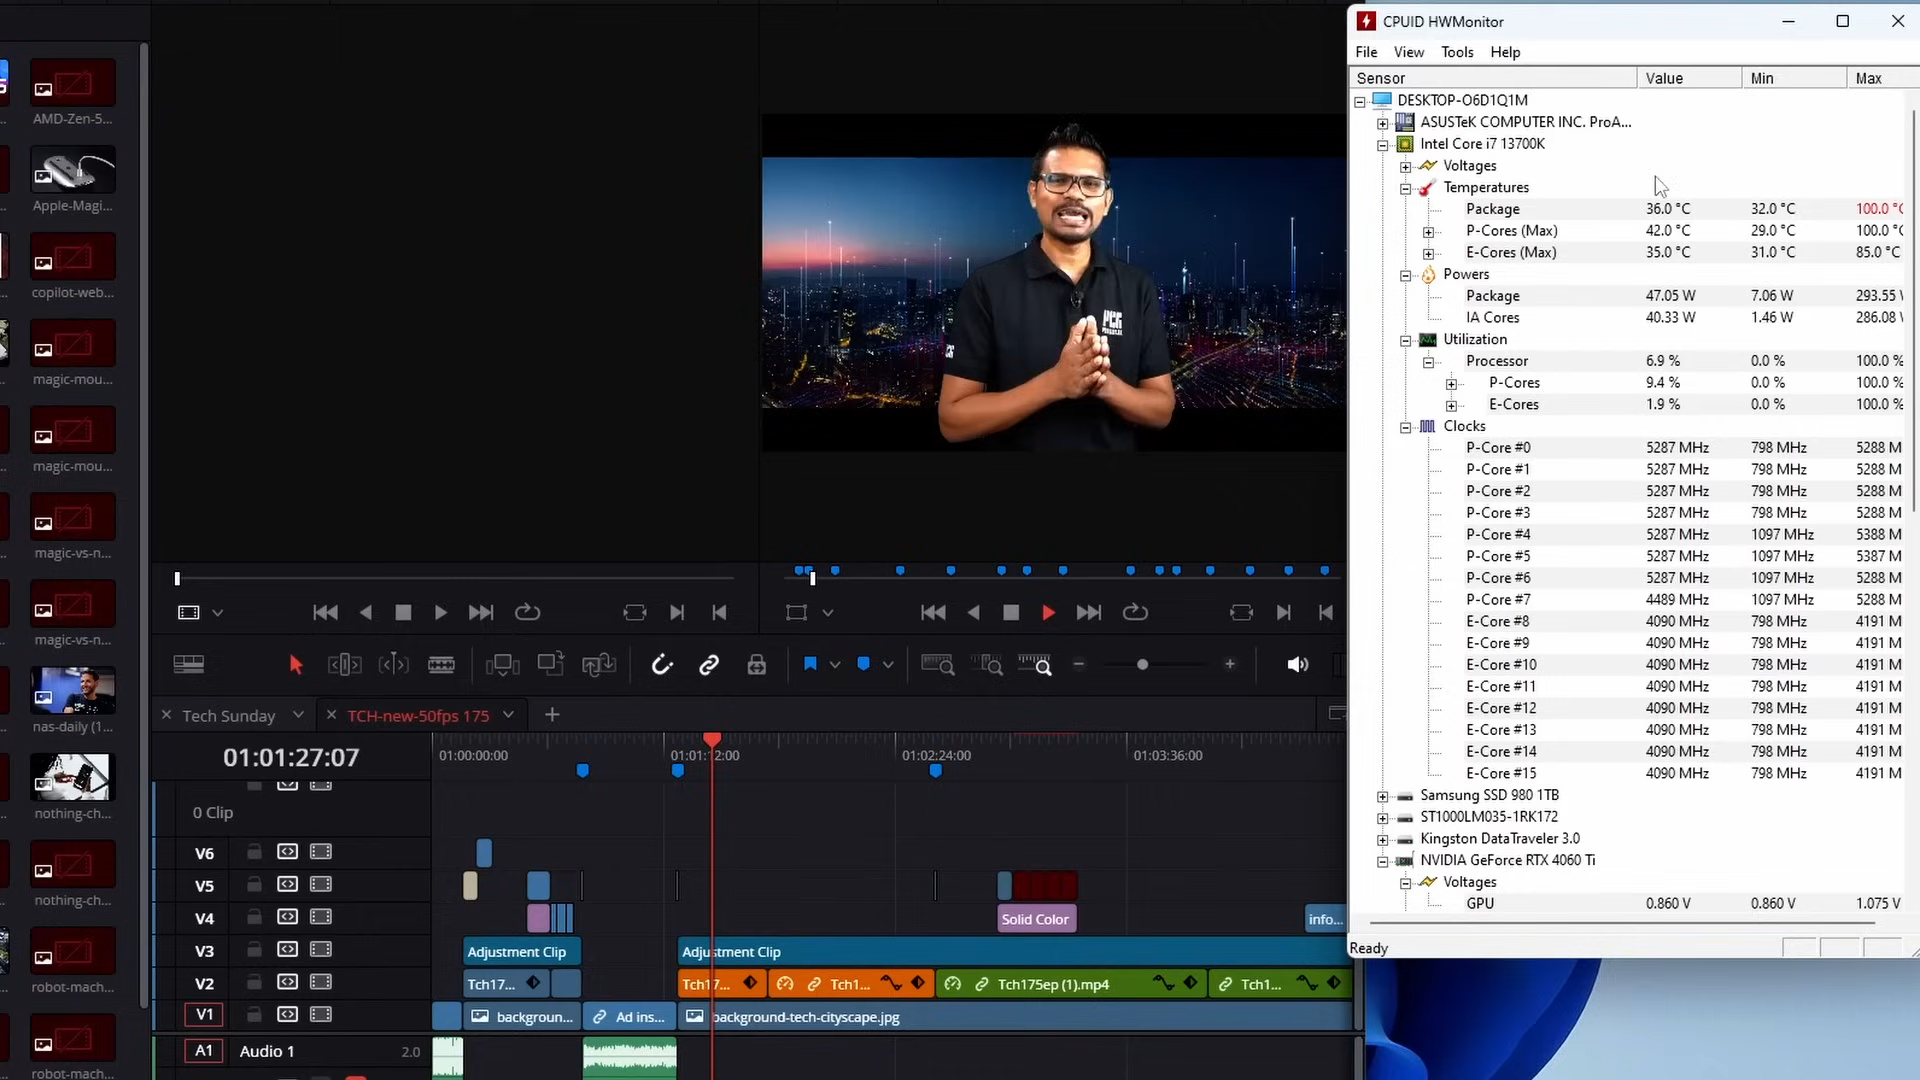 AMD-Zen-5...
Apple-Magi...
copilot-web...
magic-mou...
magic-mou...
magic-vs-n...
magic-vs-n...
nas-daily (1...
nothing-ch...
nothing-ch...
robot-mach...
robot-mach...
PCR
Tech Sunday
TCH-new-50fps 175
01:01:27:07
01:00:00:00
01:01:12:00
01:02:24:00
01:03:36:00
0 Clip
V6
V5
V4
Solid Color
info...
V3
Adjustment Clip
Adjustment Clip
V2
Tch17...
Tch17...
Tch1...
Tch175ep (1).mp4
Tch1...
V1
backgroun...
Ad ins...
background-tech-cityscape.jpg
A1
Audio 1
2.0
CPUID HWMonitor
File View Tools Help
Sensor Value Min Max
DESKTOP-O6D1Q1M
ASUSTeK COMPUTER INC. ProA...
Intel Core i7 13700K
Voltages
Temperatures
Package 36.0 °C 32.0 °C 100.0 °C
P-Cores (Max) 42.0 °C 29.0 °C 100.0 °C
E-Cores (Max) 35.0 °C 31.0 °C 85.0 °C
Powers
Package 47.05 W 7.06 W 293.55 W
IA Cores 40.33 W 1.46 W 286.08 W
Utilization
Processor 6.9 % 0.0 % 100.0 %
P-Cores 9.4 % 0.0 % 100.0 %
E-Cores 1.9 % 0.0 % 100.0 %
Clocks
P-Core #0 5287 MHz 798 MHz 5288 M
P-Core #1 5287 MHz 798 MHz 5288 M
P-Core #2 5287 MHz 798 MHz 5288 M
P-Core #3 5287 MHz 798 MHz 5288 M
P-Core #4 5287 MHz 1097 MHz 5388 M
P-Core #5 5287 MHz 1097 MHz 5387 M
P-Core #6 5287 MHz 1097 MHz 5288 M
P-Core #7 4489 MHz 1097 MHz 5288 M
E-Core #8 4090 MHz 798 MHz 4191 M
E-Core #9 4090 MHz 798 MHz 4191 M
E-Core #10 4090 MHz 798 MHz 4191 M
E-Core #11 4090 MHz 798 MHz 4191 M
E-Core #12 4090 MHz 798 MHz 4191 M
E-Core #13 4090 MHz 798 MHz 4191 M
E-Core #14 4090 MHz 798 MHz 4191 M
E-Core #15 4090 MHz 798 MHz 4191 M
Samsung SSD 980 1TB
ST1000LM035-1RK172
Kingston DataTraveler 3.0
NVIDIA GeForce RTX 4060 Ti
Voltages
GPU 0.860 V 0.860 V 1.075 V
Ready